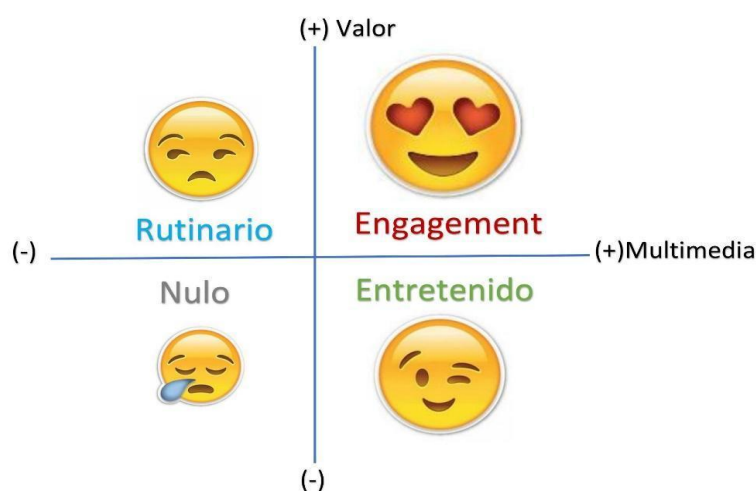 (+) Valor
Rutinario
Engagement
(-)
(+)Multimedia
Nulo
Entretenido
(-)